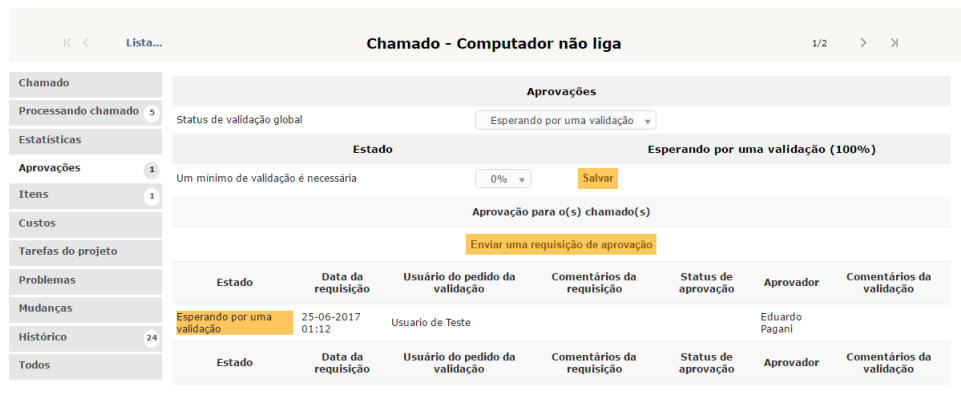 Lista...
Chamado - Computador não liga
1/2
Chamado
Processando chamado 5
Estatísticas
Aprovações 1
Itens 1
Custos
Tarefas do projeto
Problemas
Mudanças
Histórico 24
Todos
Aprovações
Status de validação global Esperando por uma validação
Estado Esperando por uma validação (100%)
Um mínimo de validação é necessária 0% Salvar
Aprovação para o(s) chamado(s)
Enviar uma requisição de aprovação
Estado
Data da
requisição
Usuário do pedido da
validação
Comentários da
requisição
Status de
aprovação
Aprovador
Comentários da
validação
Esperando por uma
validação
25-06-2017
01:12
Usuario de Teste
Eduardo
Pagani
Estado
Data da
requisição
Usuário do pedido da
validação
Comentários da
requisição
Status de
aprovação
Aprovador
Comentários da
validação